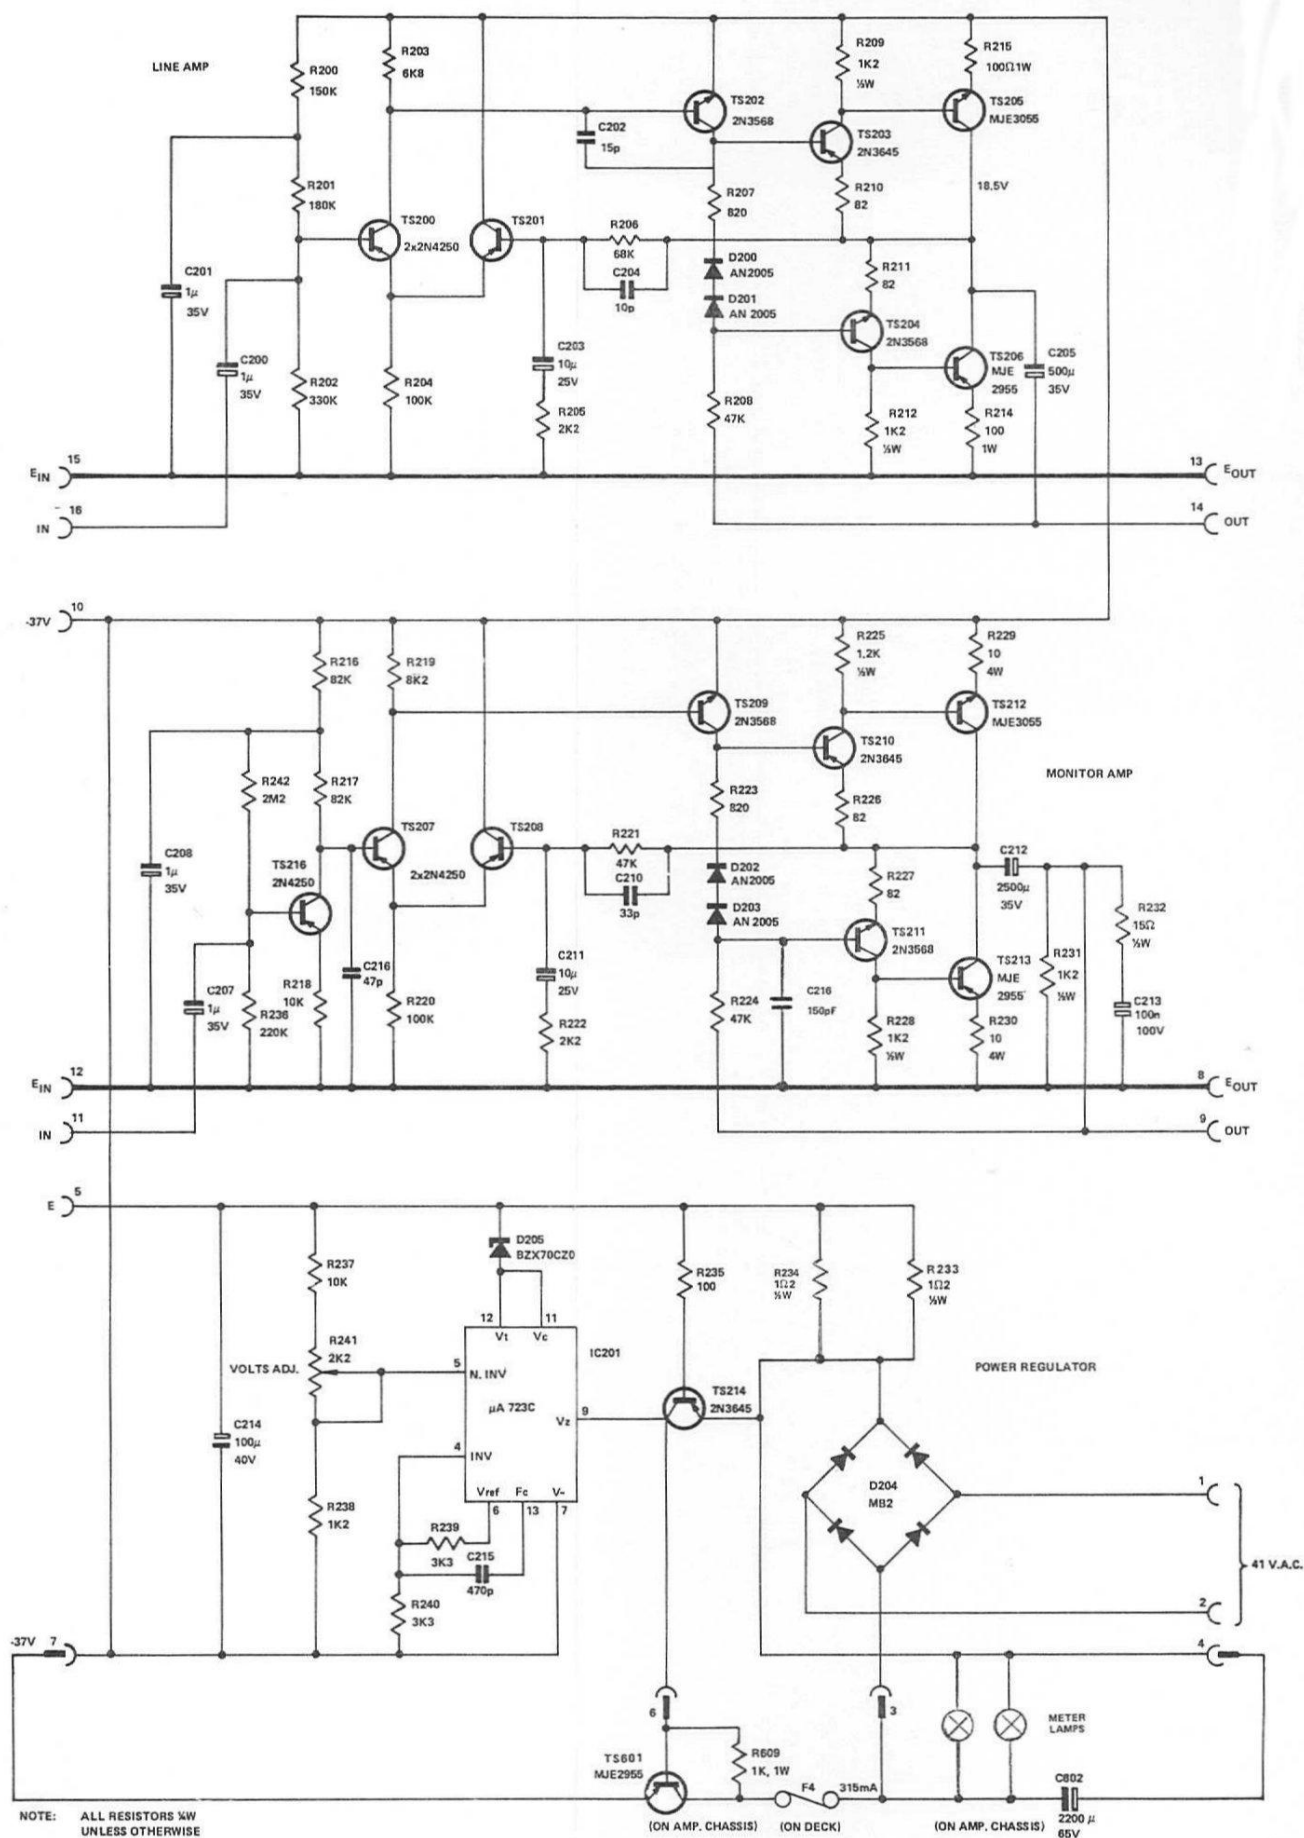 LINE AMP
R200
150K
R203
6K8
C202
15p
TS202
2N3568
R209
1K2
½W
TS203
2N3645
R215
100Ω1W
TS205
MJE3055
R201
180K
R207
820
R210
82
18.5V
TS200
2x2N4250
TS201
R206
68K
C204
10p
D200
AN2005
D201
AN 2005
R211
82
C201
1μ
35V
TS204
2N3568
C200
1μ
35V
R202
330K
R204
100K
C203
10μ
25V
R205
2K2
R208
47K
R212
1K2
½W
TS206
MJE
2955
R214
100
1W
C205
500μ
35V
EIN
15
13
EOUT
IN
16
14
OUT
-37V
10
R216
82K
R219
8K2
TS209
2N3568
R225
1.2K
½W
R229
10
4W
TS212
MJE3055
TS210
2N3645
MONITOR AMP
R242
2M2
R217
82K
R223
820
R226
82
C208
1μ
35V
TS216
2N4250
TS207
2x2N4250
TS208
R221
47K
C210
33p
D202
AN2005
D203
AN 2005
R227
82
C212
2500μ
35V
R232
15Ω
½W
TS211
2N3568
C207
1μ
35V
R236
220K
R218
10K
C216
47p
R220
100K
C211
10μ
25V
R222
2K2
R224
47K
C216
150pF
R228
1K2
½W
TS213
MJE
2955
R230
10
4W
R231
1K2
½W
C213
100n
100V
EIN
12
8
EOUT
IN
11
9
OUT
E
5
R237
10K
D205
BZX70CZ0
R235
100
R234
1Ω2
½W
R233
1Ω2
½W
12
11
Vt
Vc
IC201
VOLTS ADJ.
R241
2K2
5
N. INV
μA 723C
Vz
9
TS214
2N3645
POWER REGULATOR
C214
100μ
40V
4
INV
Vref
Fc
V-
6
13
7
R238
1K2
R239
3K3
C215
470p
R240
3K3
D204
MB2
1
41 V.A.C.
2
-37V
7
4
6
3
METER
LAMPS
TS601
MJE2955
R609
1K, 1W
F4
315mA
C802
2200 μ
65V
(ON AMP. CHASSIS)
(ON DECK)
(ON AMP. CHASSIS)
NOTE: ALL RESISTORS ¼W
UNLESS OTHERWISE